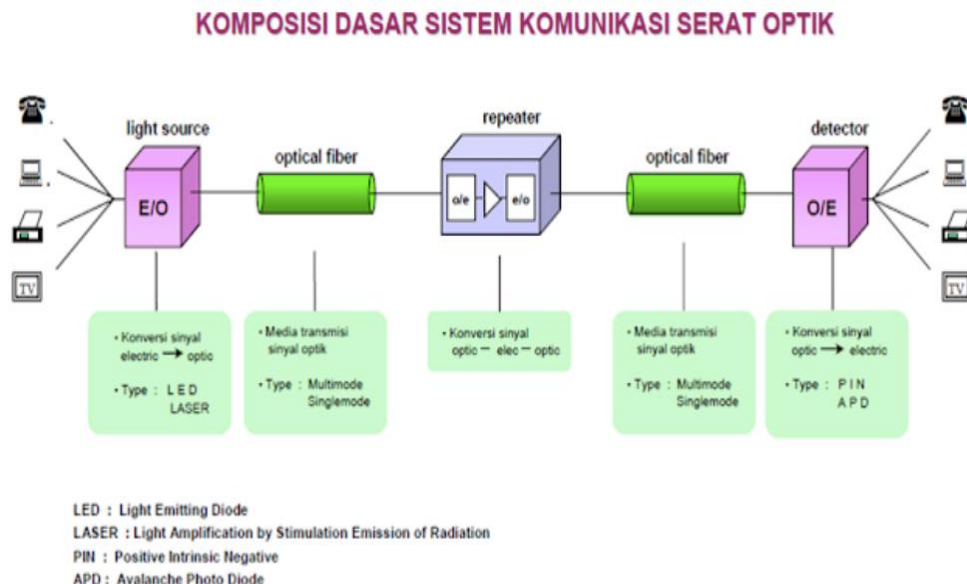 KOMPOSISI DASAR SISTEM KOMUNIKASI SERAT OPTIK
light source
optical fiber
repeater
optical fiber
detector
E/O
o/e
e/o
O/E
TV
TV
• Konversi sinyal
electric → optic
• Type : L E D
LASER
• Media transmisi
sinyal optik
• Type : Multimode
Singlemode
• Konversi sinyal
optic – elec – optic
• Media transmisi
sinyal optik
• Type : Multimode
Singlemode
• Konversi sinyal
optic → electric
• Type : P I N
A P D
LED : Light Emitting Diode
LASER : Light Amplification by Stimulation Emission of Radiation
PIN : Positive Intrinsic Negative
APD : Avalanche Photo Diode